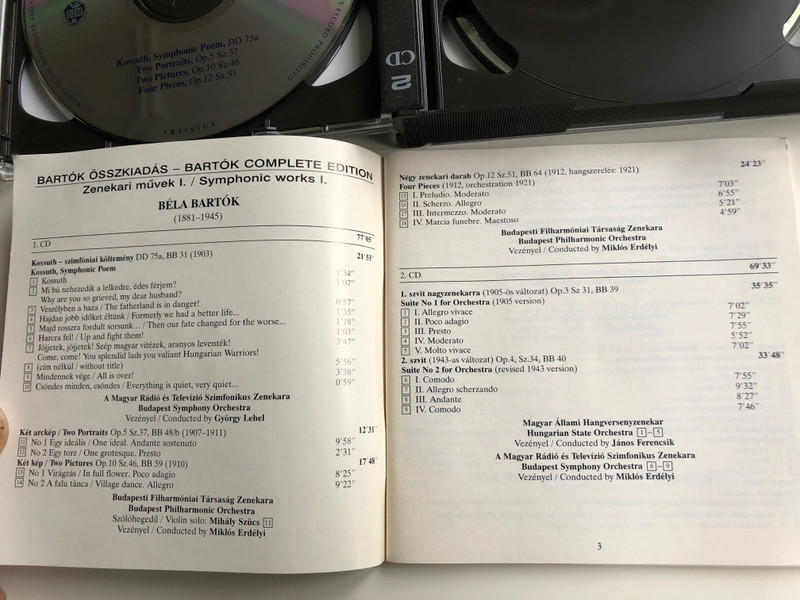 Kossuth, Symphonic Poem, DD 75a
Two Portraits, Op.5 Sz.37
Two Pictures, Op.10 Sz.46
Four Pieces, Op.12 Sz.51
ARTISJUS
RECORD PROHIBITED
2 CD
BARTÓK ÖSSZKIADÁS – BARTÓK COMPLETE EDITION
Zenekari művek I. / Symphonic works I.
BÉLA BARTÓK
(1881–1945)
1. CD 77'05"
Kossuth – szimfóniai költemény DD 75a, BB 31 (1903) 21'55"
Kossuth, Symphonic Poem
1 Kossuth 1'34"
2 Mi bú nehezedik a lelkedre, édes férjem? 1'07"
Why are you so grieved, my dear husband?
3 Veszélyben a haza / The fatherland is in danger! 0'57"
4 Hajdan jobb időket éltünk / Formerly we had a better life... 1'35"
5 Majd rosszra fordult sorsunk... / Then our fate changed for the worse... 1'18"
6 Harcra fel! / Up and fight them! 1'03"
7 Jöjjetek, jöjjetek! Szép magyar vitézek, aranyos leventék! 3'47"
Come, come! You splendid lads you valiant Hungarian Warriors!
8 (cím nélkül / without title) 5'56"
9 Mindennek vége / All is over! 3'38"
10 Csöndes minden, csöndes / Everything is quiet, very quiet... 0'59"
A Magyar Rádió és Televízió Szimfonikus Zenekara
Budapest Symphony Orchestra
Vezényel / Conducted by György Lehel
Két arckép / Two Portraits Op.5 Sz.37, BB 48/b (1907–1911) 12'31"
11 No 1 Egy ideális / One ideal. Andante sostenuto 9'58"
12 No 2 Egy torz / One grotesque. Presto 2'31"
Két kép / Two Pictures Op.10 Sz.46, BB 59 (1910) 17'48"
13 No 1 Virágzás / In full flower. Poco adagio 8'25"
14 No 2 A falu tánca / Village dance. Allegro 9'22"
Budapesti Filharmóniai Társaság Zenekara
Budapest Philharmonic Orchestra
Szólóhegedű / Violin solo: Mihály Szücs 11
Vezényel / Conducted by Miklós Erdélyi
Négy zenekari darab Op.12 Sz.51, BB 64 (1912, hangszerelés: 1921) 24'23"
Four Pieces (1912, orchestration 1921)
15 I. Preludio. Moderato 7'03"
16 II. Scherzo. Allegro 6'55"
17 III. Intermezzo. Moderato 5'21"
18 IV. Marcia funebre. Maestoso 4'59"
Budapesti Filharmóniai Társaság Zenekara
Budapest Philharmonic Orchestra
Vezényel / Conducted by Miklós Erdélyi
2. CD 69'33"
1. szvit nagyzenekarra (1905-ös változat) Op.3 Sz 31, BB 39 35'35"
Suite No 1 for Orchestra (1905 version)
1 I. Allegro vivace 7'02"
2 II. Poco adagio 7'29"
3 III. Presto 7'55"
4 IV. Moderato 5'52"
5 V. Molto vivace 7'02"
2. szvit (1943-as változat) Op.4, Sz.34, BB 40 33'48"
Suite No 2 for Orchestra (revised 1943 version)
6 I. Comodo 7'55"
7 II. Allegro scherzando 9'32"
8 III. Andante 8'27"
9 IV. Comodo 7'46"
Magyar Állami Hangversenyzenekar
Hungarian State Orchestra 1–5
Vezényel / Conducted by János Ferencsik
A Magyar Rádió és Televízió Szimfonikus Zenekara
Budapest Symphony Orchestra 6–9
Vezényel / Conducted by Miklós Erdélyi
3